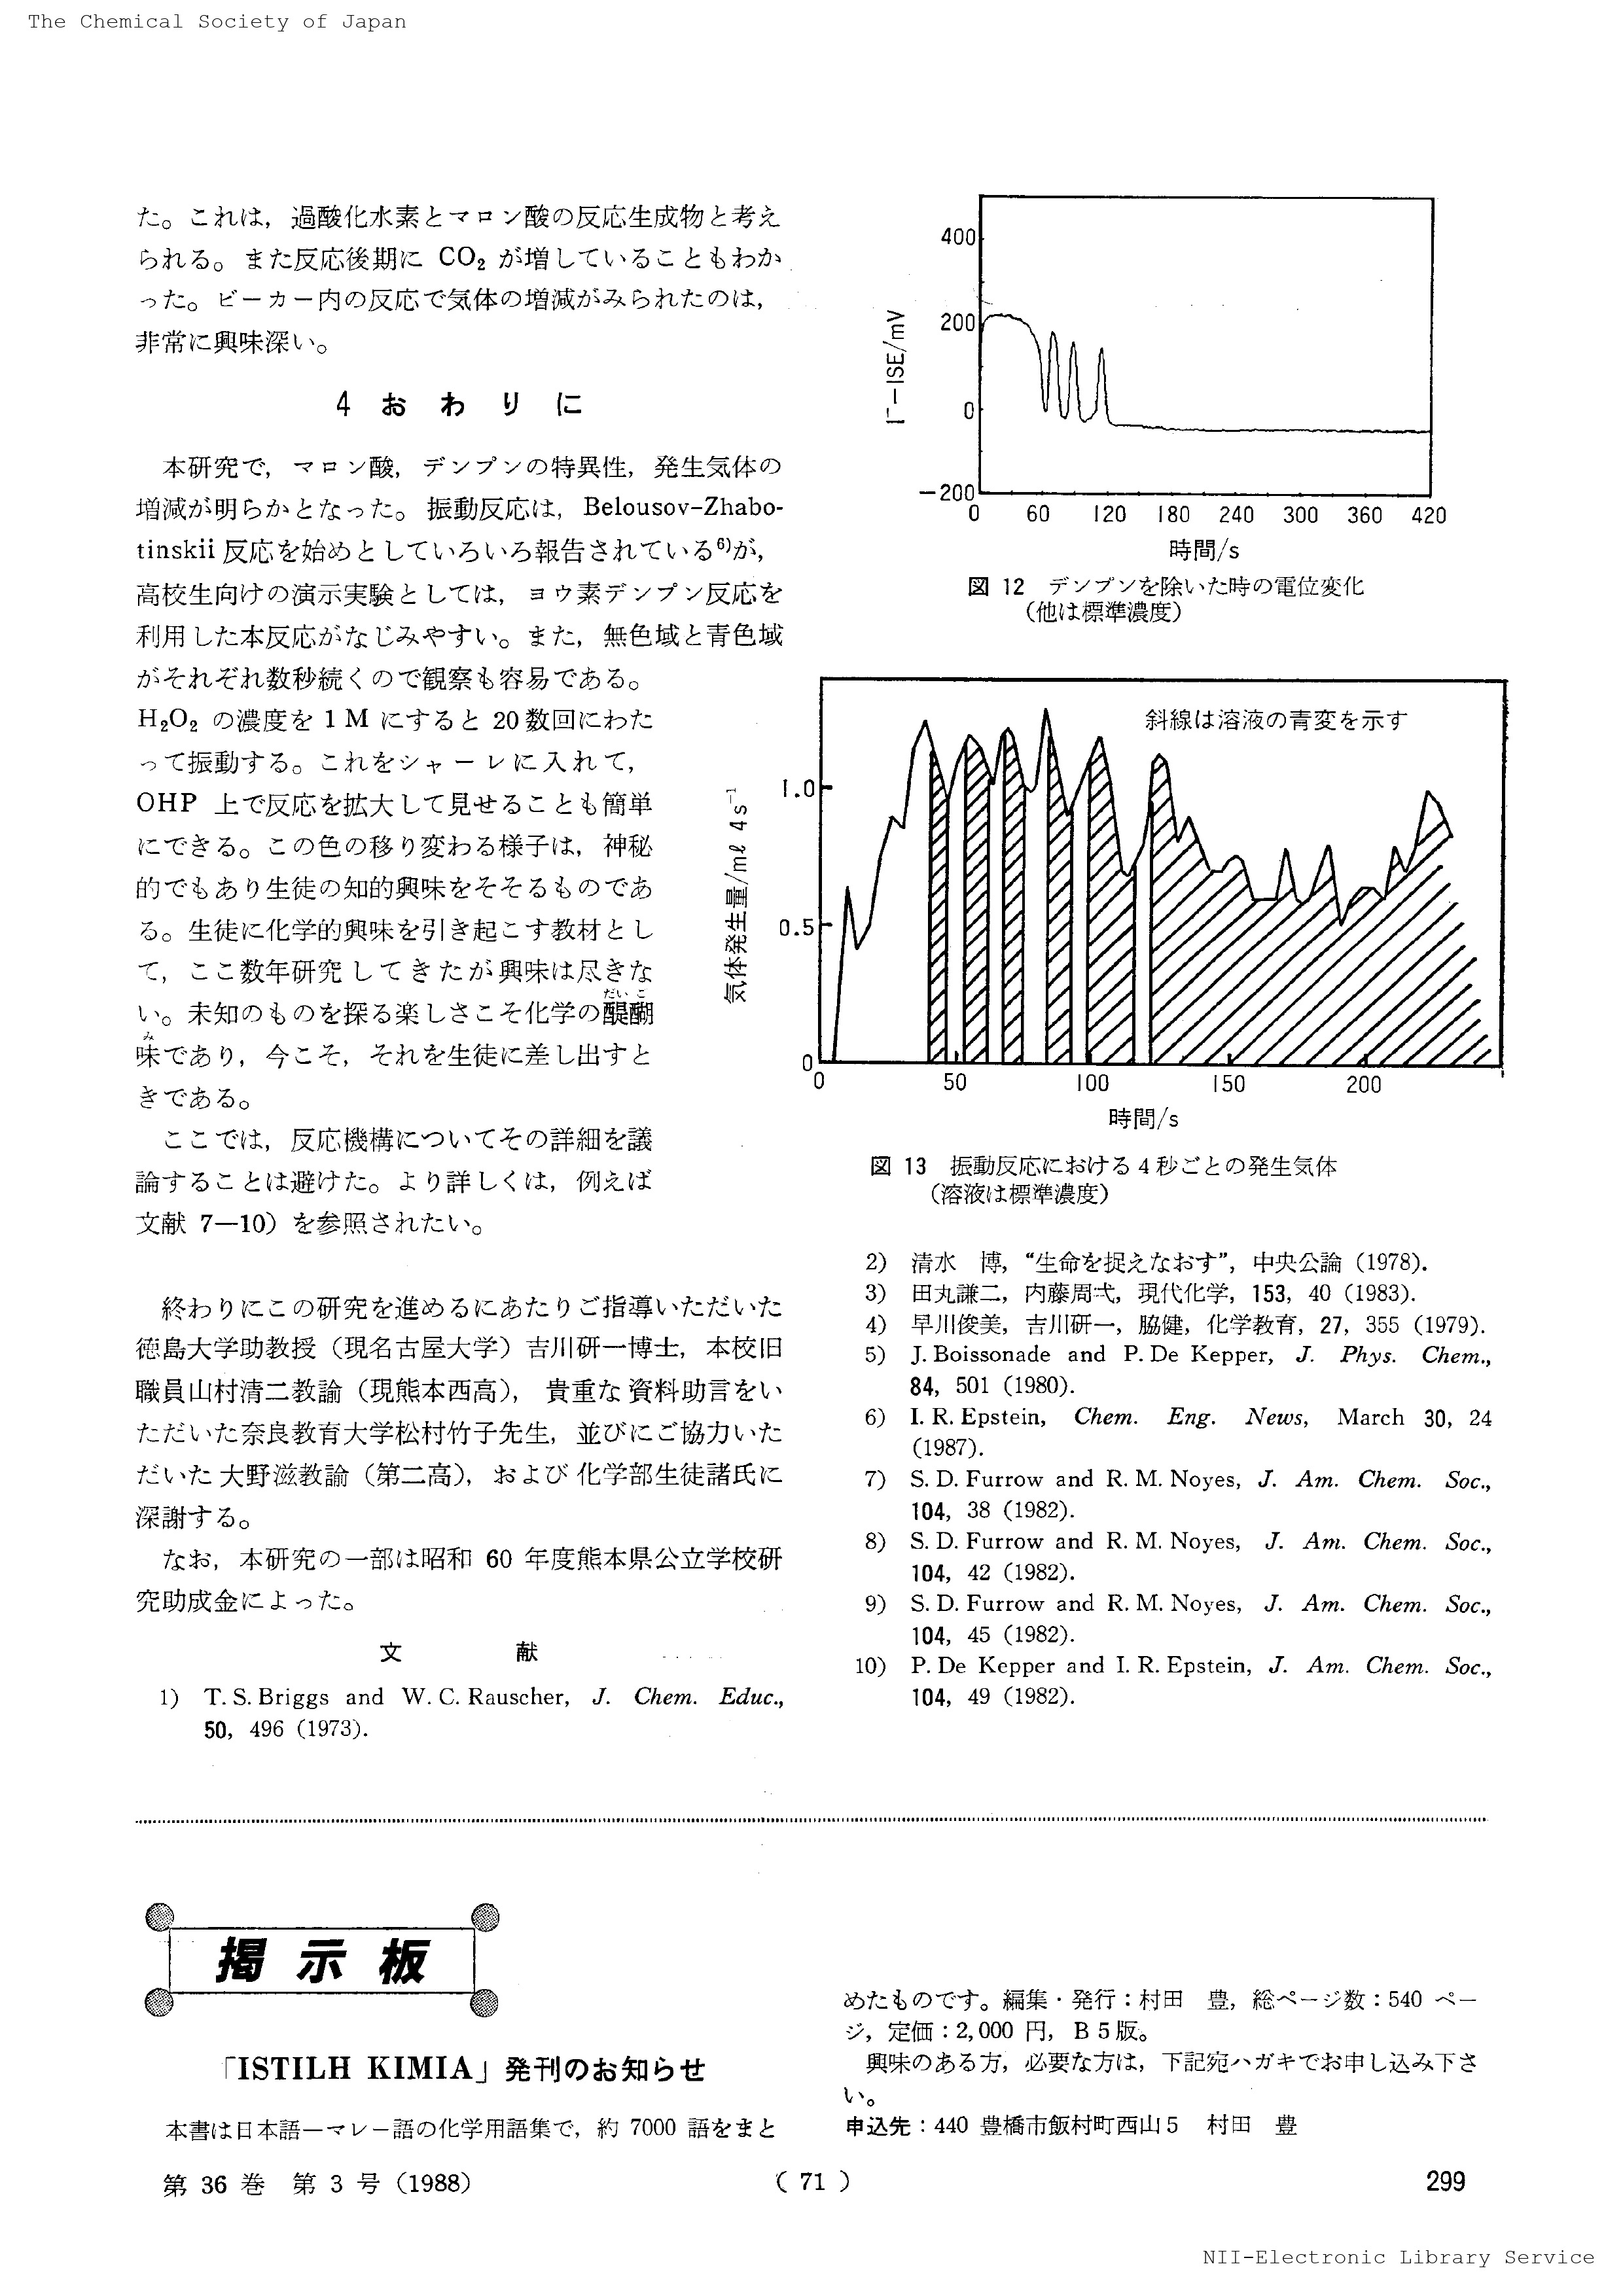 The Chemical Society of Japan
た。これは，過酸化水素とマロン酸の反応生成物と考え
られる。また反応後期に CO₂ が増していることもわか
った。ビーカー内の反応で気体の増減がみられたのは，
非常に興味深い。
4 おわりに
本研究で，マロン酸，デンプンの特異性，発生気体の
増減が明らかとなった。振動反応は，Belousov-Zhabo-
tinskii 反応を始めとしていろいろ報告されている⁶⁾が，
高校生向けの演示実験としては，ヨウ素デンプン反応を
利用した本反応がなじみやすい。また，無色域と青色域
がそれぞれ数秒続くので観察も容易である。
H₂O₂ の濃度を 1 M にすると 20 数回にわた
って振動する。これをシャーレに入れて，
OHP 上で反応を拡大して見せることも簡単
にできる。この色の移り変わる様子は，神秘
的でもあり生徒の知的興味をそそるものであ
る。生徒に化学的興味を引き起こす教材とし
て，ここ数年研究してきたが興味は尽きな
だいご
い。未知のものを探る楽しさこそ化学の醍醐
み
味であり，今こそ，それを生徒に差し出すと
きである。
ここでは，反応機構についてその詳細を議
論することは避けた。より詳しくは，例えば
文献 7—10）を参照されたい。
終わりにこの研究を進めるにあたりご指導いただいた
徳島大学助教授（現名古屋大学）吉川研一博士，本校旧
職員山村清二教諭（現熊本西高），貴重な資料助言をい
ただいた奈良教育大学松村竹子先生，並びにご協力いた
だいた大野滋教諭（第二高），および化学部生徒諸氏に
深謝する。
なお，本研究の一部は昭和 60 年度熊本県公立学校研
究助成金によった。
文 献
1) T. S. Briggs and W. C. Rauscher, J. Chem. Educ.,
50, 496 (1973).
I⁻-ISE/mV
400
200
0
-200
0 60 120 180 240 300 360 420
時間/s
図 12 デンプンを除いた時の電位変化
（他は標準濃度）
斜線は溶液の青変を示す
気体発生量/mℓ 4s⁻¹
1.0
0.5
0
0 50 100 150 200
時間/s
図 13 振動反応における 4 秒ごとの発生気体
（溶液は標準濃度）
2) 清水 博，“生命を捉えなおす”，中央公論 (1978).
3) 田丸謙二，内藤周弌，現代化学，153, 40 (1983).
4) 早川俊美，吉川研一，脇健，化学教育，27, 355 (1979).
5) J. Boissonade and P. De Kepper, J. Phys. Chem.,
84, 501 (1980).
6) I. R. Epstein, Chem. Eng. News, March 30, 24
(1987).
7) S. D. Furrow and R. M. Noyes, J. Am. Chem. Soc.,
104, 38 (1982).
8) S. D. Furrow and R. M. Noyes, J. Am. Chem. Soc.,
104, 42 (1982).
9) S. D. Furrow and R. M. Noyes, J. Am. Chem. Soc.,
104, 45 (1982).
10) P. De Kepper and I. R. Epstein, J. Am. Chem. Soc.,
104, 49 (1982).
掲示板
「ISTILH KIMIA」発刊のお知らせ
本書は日本語－マレ－語の化学用語集で，約 7000 語をまと
めたものです。編集・発行：村田 豊，総ページ数：540 ペー
ジ，定価：2,000 円，B 5 版。
興味のある方，必要な方は，下記宛ハガキでお申し込み下さ
い。
申込先：440 豊橋市飯村町西山 5 村田 豊
第 36 巻 第 3 号（1988）
（ 71 ）
299
NII-Electronic Library Service